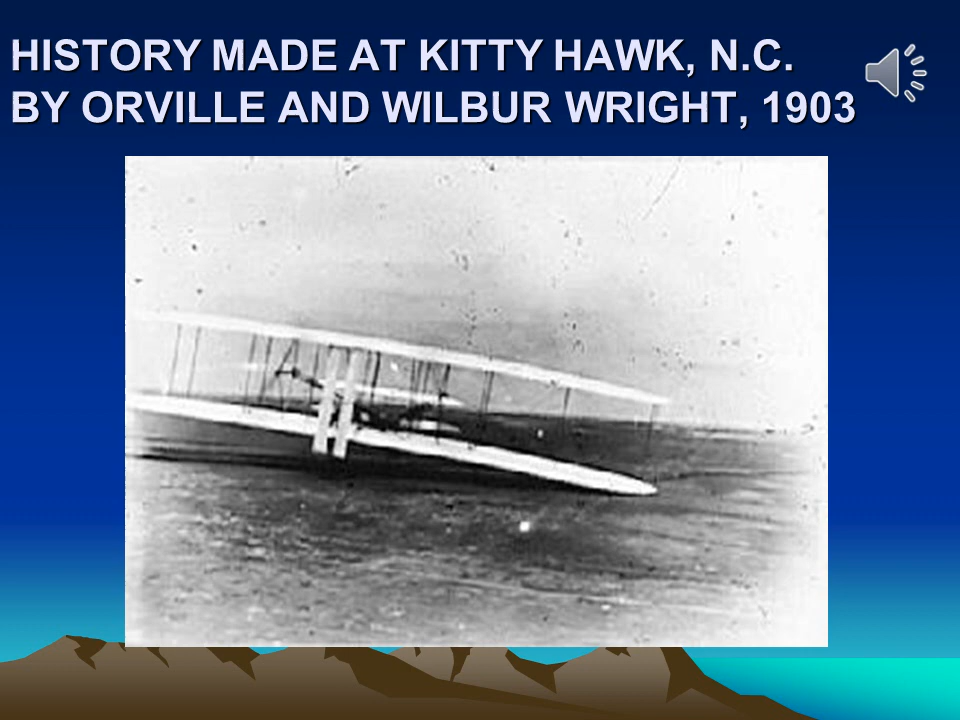 HISTORY MADE AT KITTY HAWK, N.C.
BY ORVILLE AND WILBUR WRIGHT, 1903